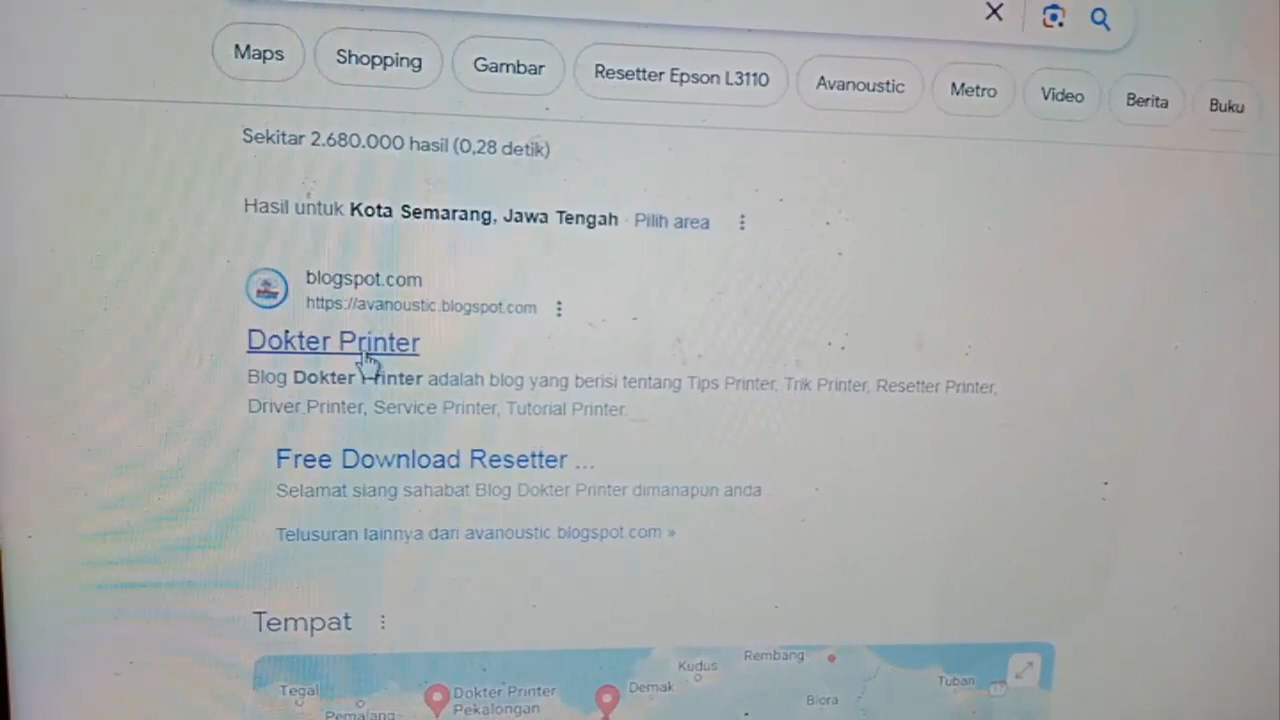 Maps
Shopping
Gambar
Resetter Epson L3110
Avanoustic
Metro
Video
Berita
Buku
Sekitar 2.680.000 hasil (0,28 detik)
Hasil untuk Kota Semarang, Jawa Tengah · Pilih area
blogspot.com
https://avanoustic.blogspot.com
Dokter Printer
Blog Dokter Printer adalah blog yang berisi tentang Tips Printer, Trik Printer, Resetter Printer,
Driver Printer, Service Printer, Tutorial Printer.
Free Download Resetter ...
Selamat siang sahabat Blog Dokter Printer dimanapun anda
Telusuran lainnya dari avanoustic.blogspot.com »
Tempat
Kudus
Rembang
Tegal
Dokter Printer
Pekalongan
Demak
Blora
Tuban
Pemalang